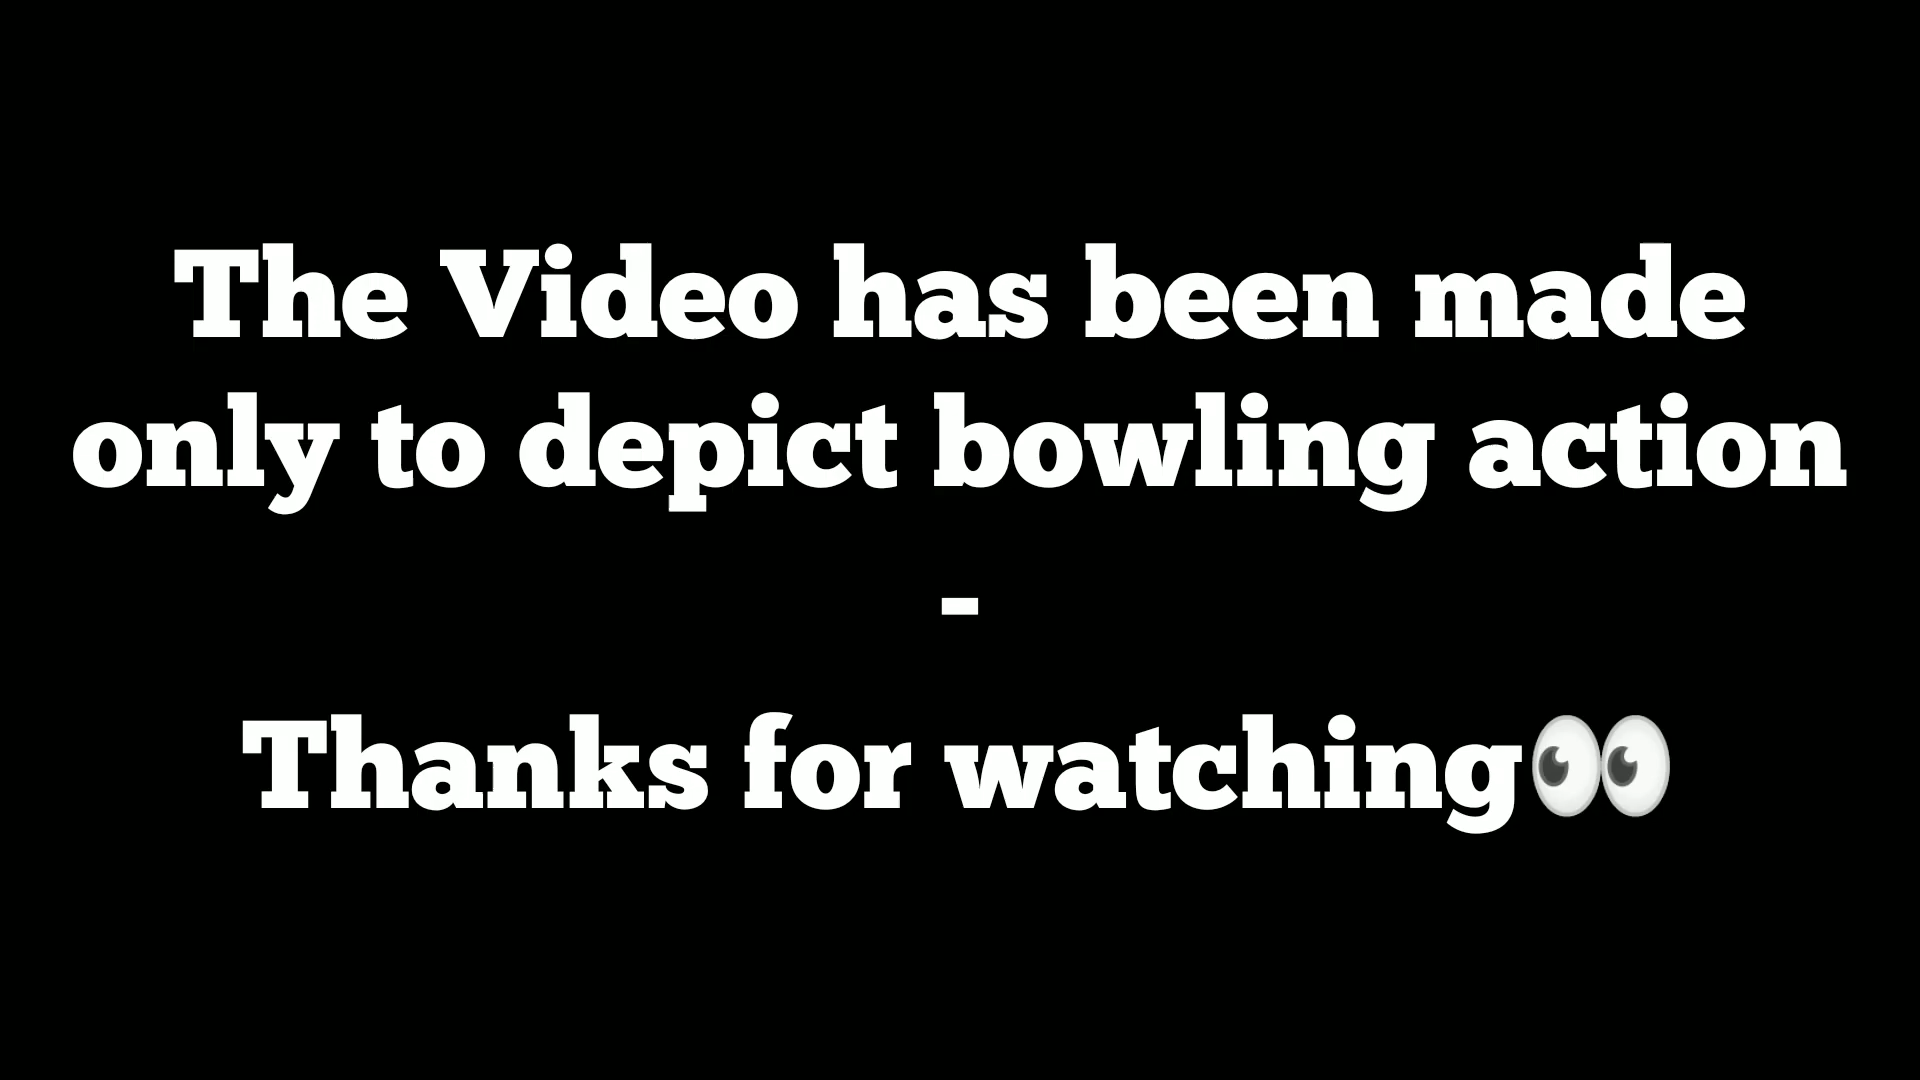 The Video has been made
only to depict bowling action
-
Thanks for watching👀